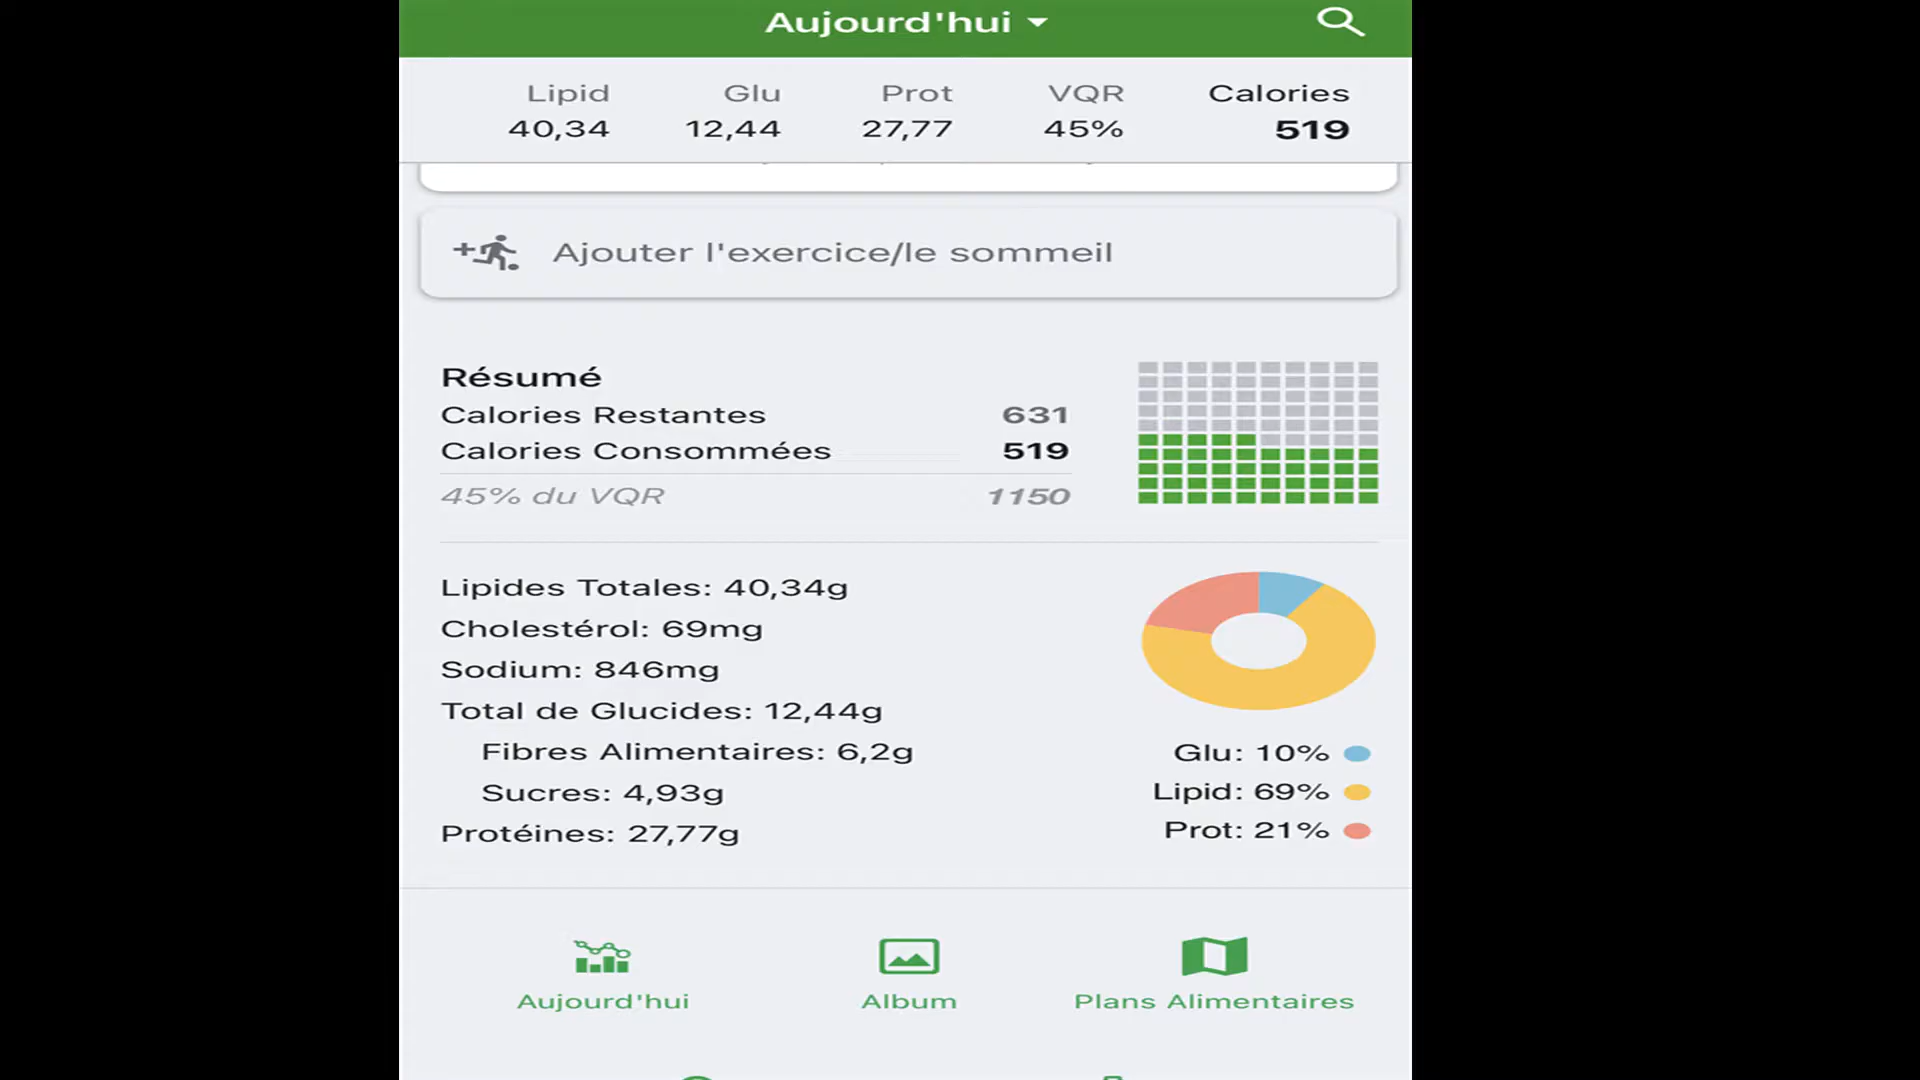 Aujourd'hui
Lipid Glu Prot VQR Calories
40,34 12,44 27,77 45% 519
Ajouter l'exercice/le sommeil
Résumé
Calories Restantes 631
Calories Consommées 519
45% du VQR 1150
Lipides Totales: 40,34g
Cholestérol: 69mg
Sodium: 846mg
Total de Glucides: 12,44g
Fibres Alimentaires: 6,2g
Sucres: 4,93g
Protéines: 27,77g
Glu: 10%
Lipid: 69%
Prot: 21%
Aujourd'hui Album Plans Alimentaires